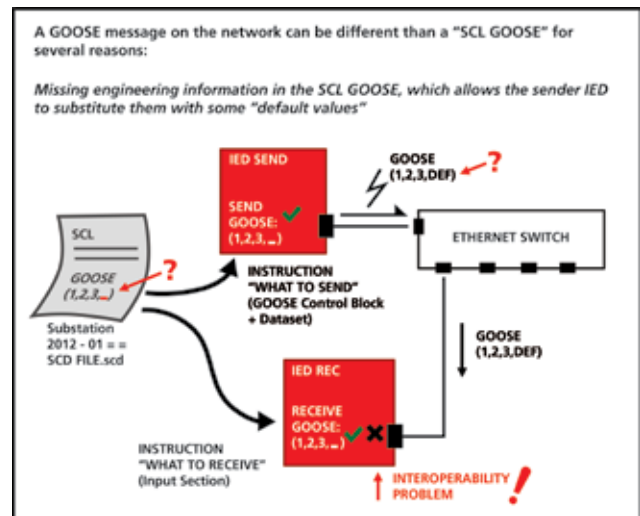 A GOOSE message on the network can be different than a "SCL GOOSE" for
several reasons:
Missing engineering information in the SCL GOOSE, which allows the sender IED
to substitute them with some "default values"
IED SEND
SEND
GOOSE:
(1,2,3,_)
GOOSE
(1,2,3,DEF)
?
ETHERNET SWITCH
SCL
GOOSE
(1,2,3,_)
?
Substation
2012 - 01 = =
SCD FILE.scd
INSTRUCTION
"WHAT TO SEND"
(GOOSE Control Block
+ Dataset)
GOOSE
(1,2,3,DEF)
IED REC
RECEIVE
GOOSE:
(1,2,3,_)
INSTRUCTION
"WHAT TO RECEIVE"
(Input Section)
INTEROPERABILITY
PROBLEM
!